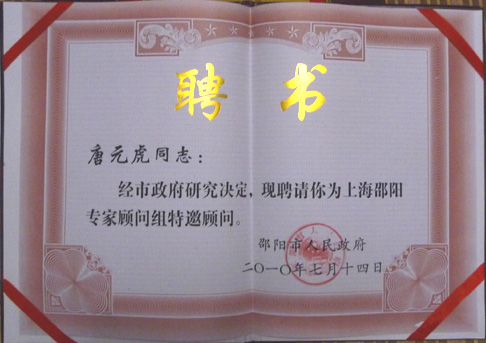 聘 书
唐元虎同志：
经市政府研究决定，现聘请你为上海邵阳
专家顾问组特邀顾问。
邵阳市人民政府
二〇一〇年七月十四日